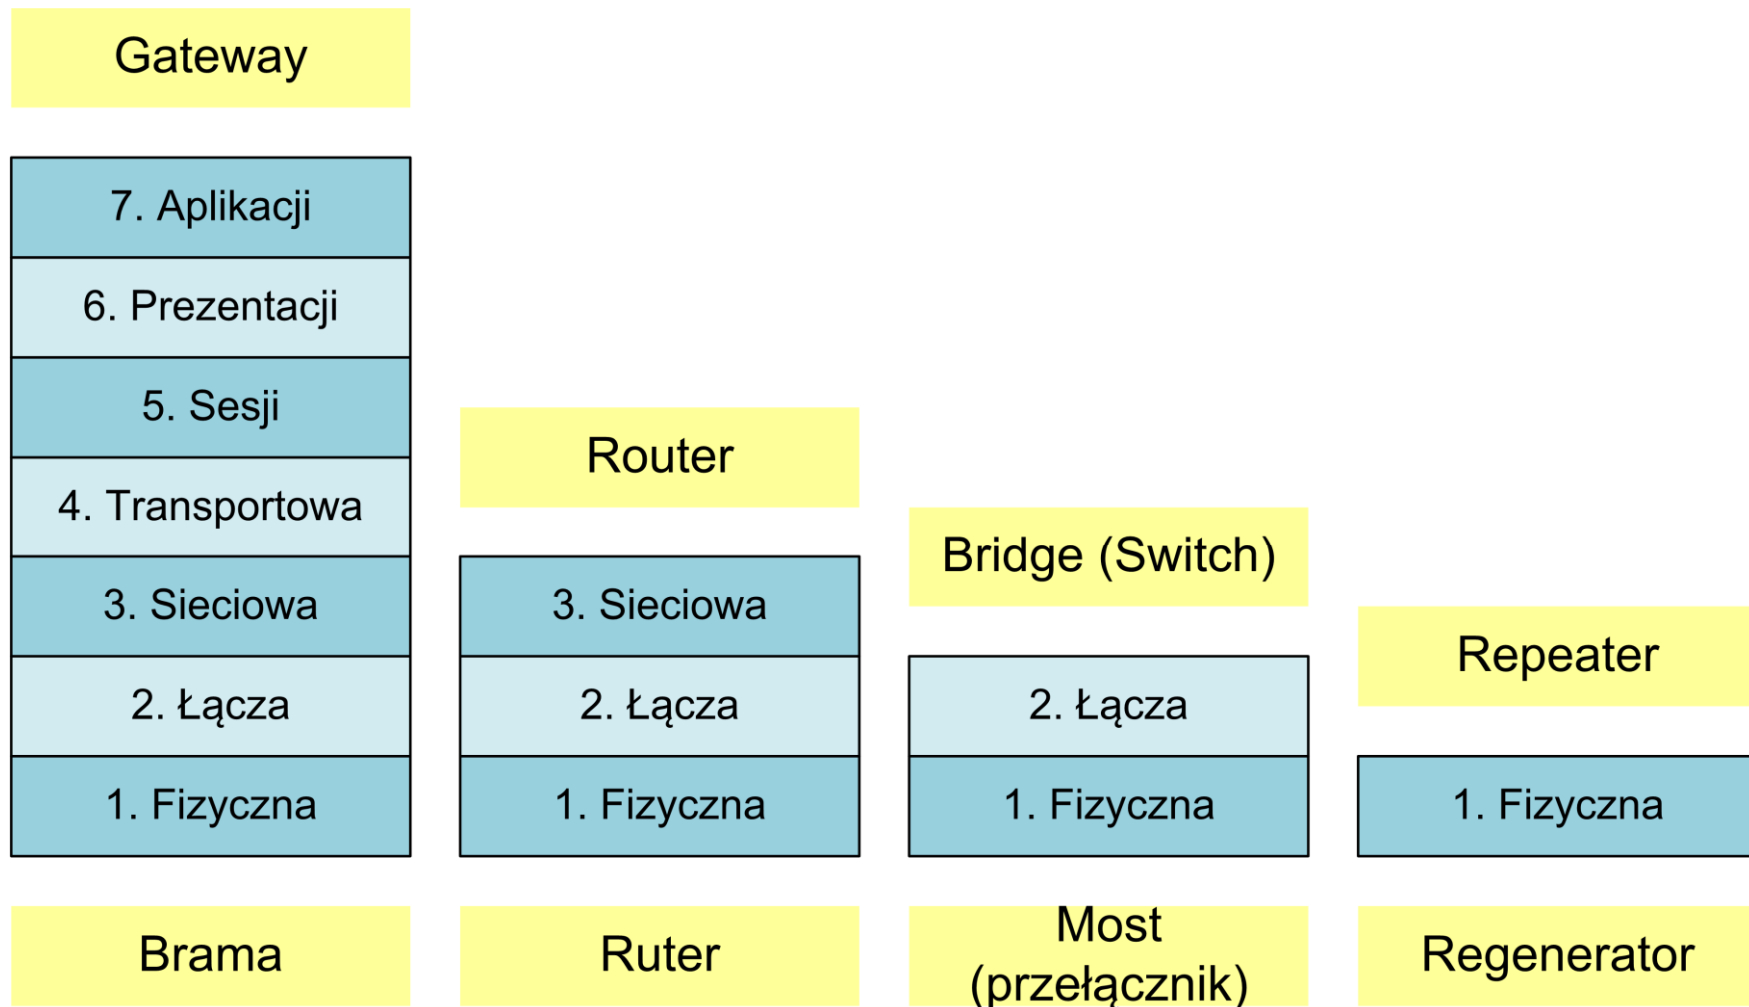 Gateway
7. Aplikacji
6. Prezentacji
5. Sesji
4. Transportowa
3. Sieciowa
2. Łącza
1. Fizyczna
Brama
Router
3. Sieciowa
2. Łącza
1. Fizyczna
Ruter
Bridge (Switch)
2. Łącza
1. Fizyczna
Most
(przełącznik)
Repeater
1. Fizyczna
Regenerator